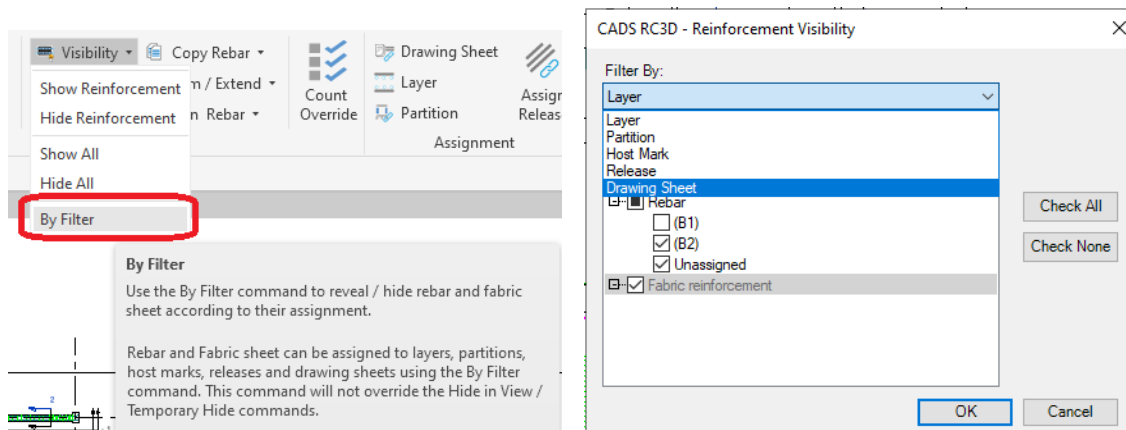 Visibility
Copy Rebar
Show Reinforcement
m / Extend
Hide Reinforcement
n Rebar
Show All
Hide All
By Filter
Count
Override
Drawing Sheet
Layer
Partition
Assign
Releas
Assignment
By Filter
Use the By Filter command to reveal / hide rebar and fabric
sheet according to their assignment.
Rebar and Fabric sheet can be assigned to layers, partitions,
host marks, releases and drawing sheets using the By Filter
command. This command will not override the Hide in View /
Temporary Hide commands.
2
CADS RC3D - Reinforcement Visibility
Filter By:
Layer
Layer
Partition
Host Mark
Release
Drawing Sheet
Rebar
(B1)
(B2)
Unassigned
Fabric reinforcement
Check All
Check None
OK
Cancel